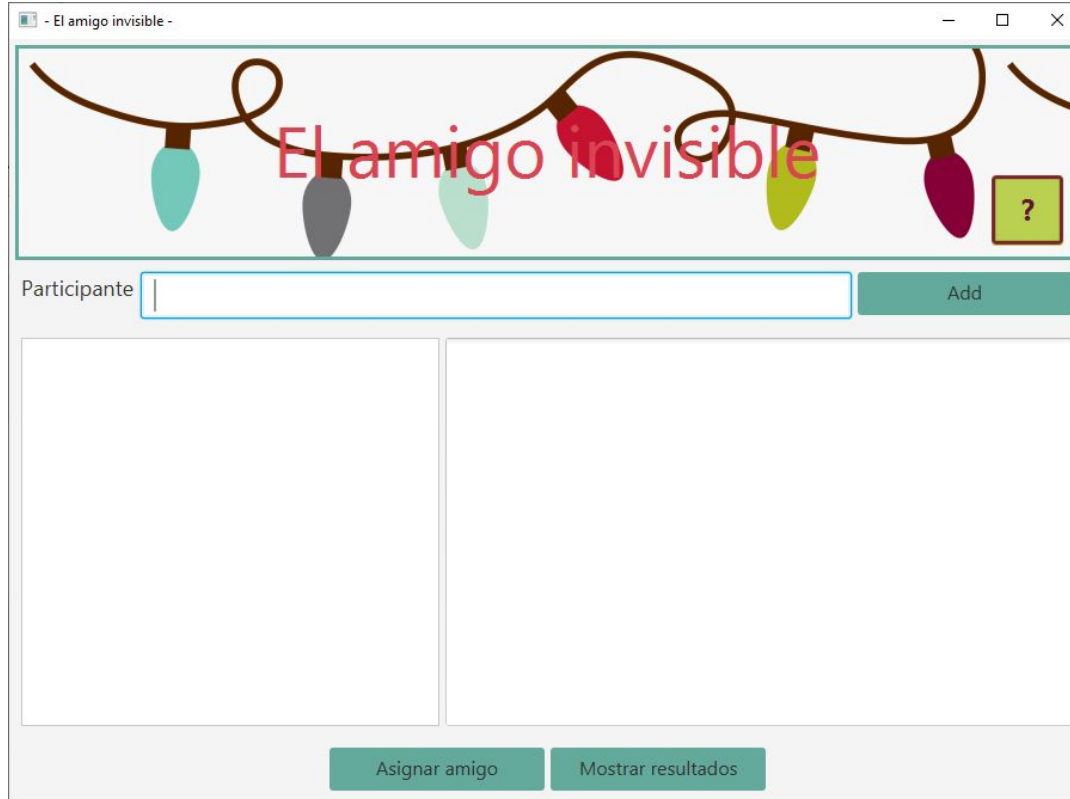 - El amigo invisible -
El amigo invisible
?
Participante
Add
Asignar amigo
Mostrar resultados